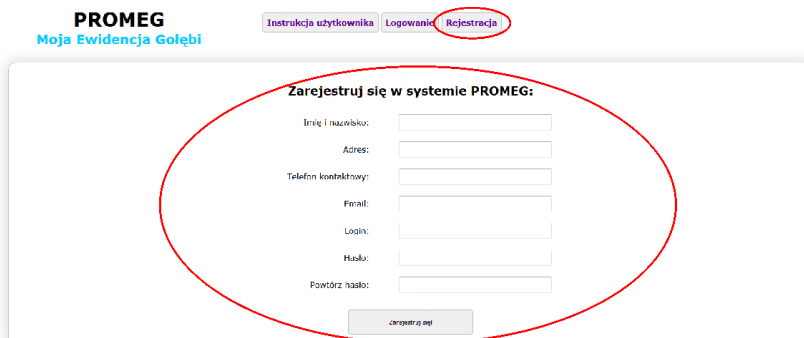 PROMEG
Moja Ewidencja Gołębi
Instrukcja użytkownika Logowanie Rejestracja
Zarejestruj się w systemie PROMEG:
Imię i nazwisko:
Adres:
Telefon kontaktowy:
Email:
Login:
Hasło:
Powtórz hasło:
Zarejestruj się!